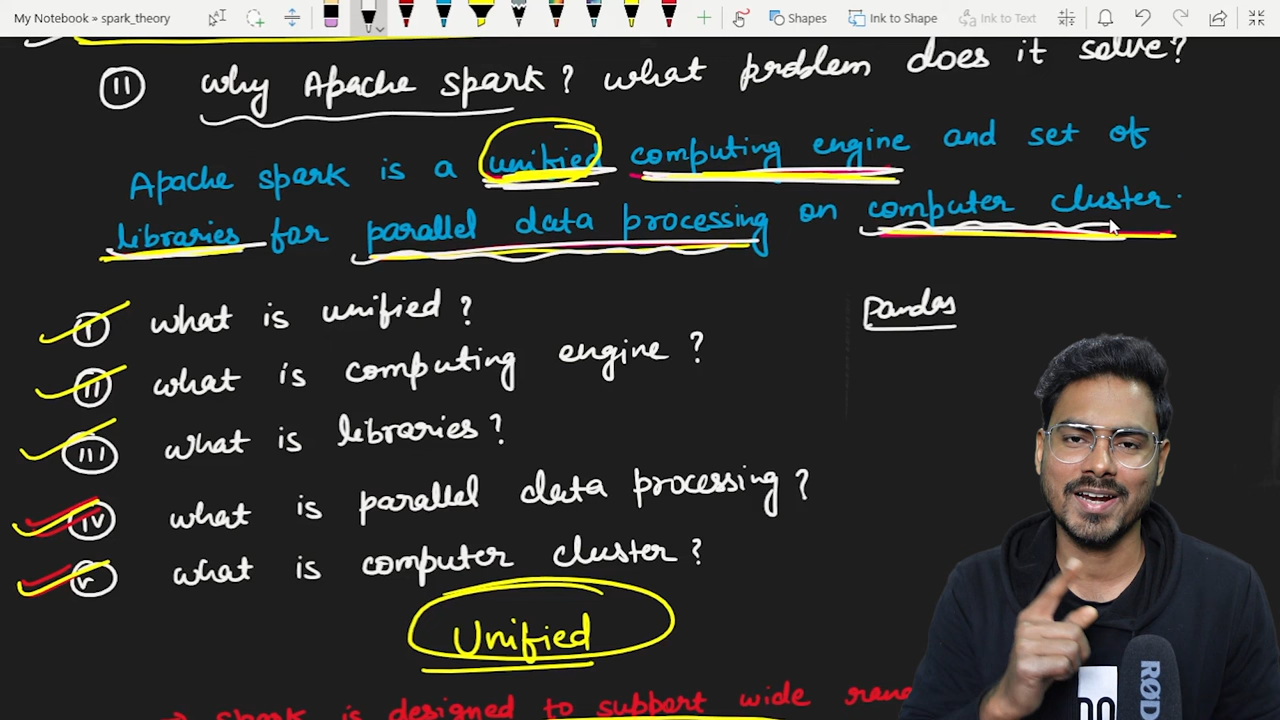 My Notebook » spark_theory
Shapes
Ink to Shape
Ink to Text
II why Apache spark? what problem does it solve?
Apache spark is a unified computing engine and set of
libraries for parallel data processing on computer cluster.
I what is unified?
Pandas
II what is computing engine?
III what is libraries?
IV what is parallel data processing?
V what is computer cluster?
Unified
→ Spark is designed to support wide
RØD